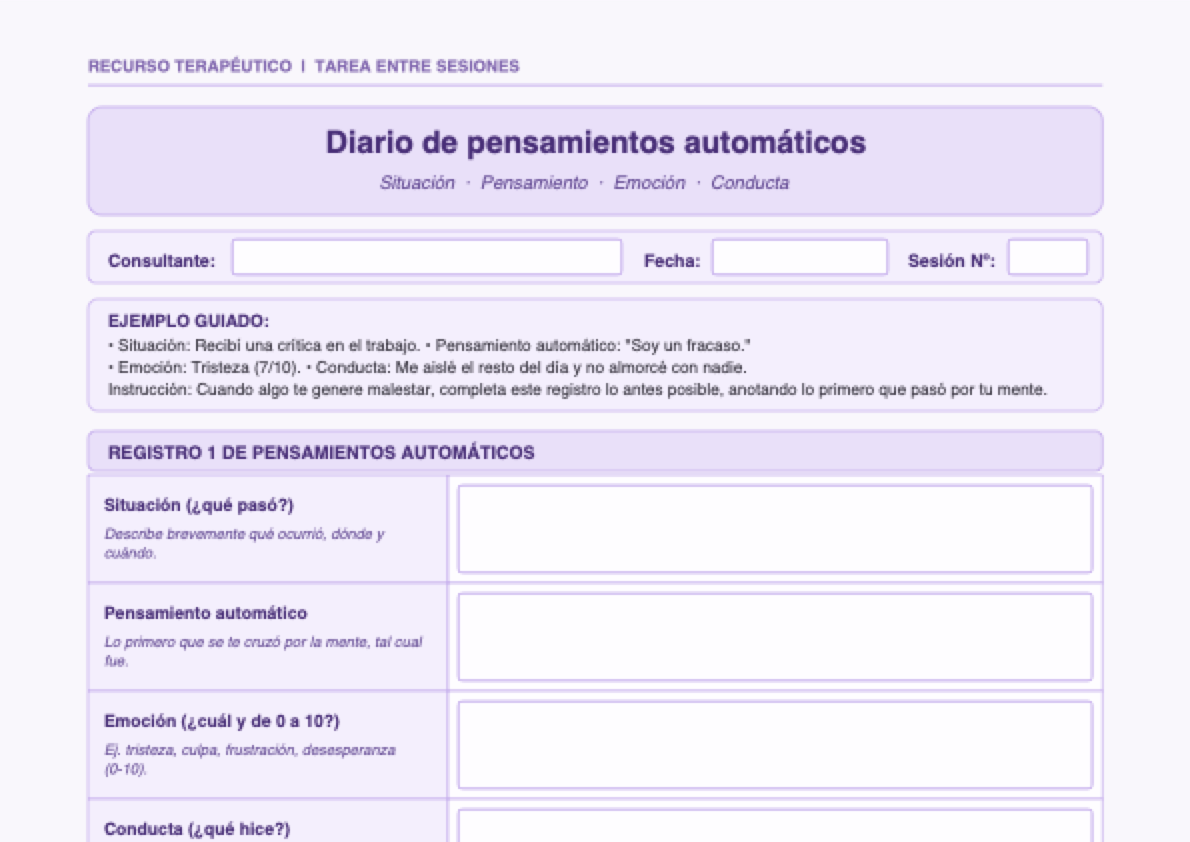 RECURSO TERAPÉUTICO | TAREA ENTRE SESIONES
Diario de pensamientos automáticos
Situación · Pensamiento · Emoción · Conducta
Consultante: Fecha: Sesión N°:
EJEMPLO GUIADO:
• Situación: Recibí una crítica en el trabajo. • Pensamiento automático: "Soy un fracaso."
• Emoción: Tristeza (7/10). • Conducta: Me aislé el resto del día y no almorcé con nadie.
Instrucción: Cuando algo te genere malestar, completa este registro lo antes posible, anotando lo primero que pasó por tu mente.
REGISTRO 1 DE PENSAMIENTOS AUTOMÁTICOS
Situación (¿qué pasó?)
Describe brevemente qué ocurrió, dónde y
cuándo.
Pensamiento automático
Lo primero que se te cruzó por la mente, tal cual
fue.
Emoción (¿cuál y de 0 a 10?)
Ej. tristeza, culpa, frustración, desesperanza
(0-10).
Conducta (¿qué hice?)